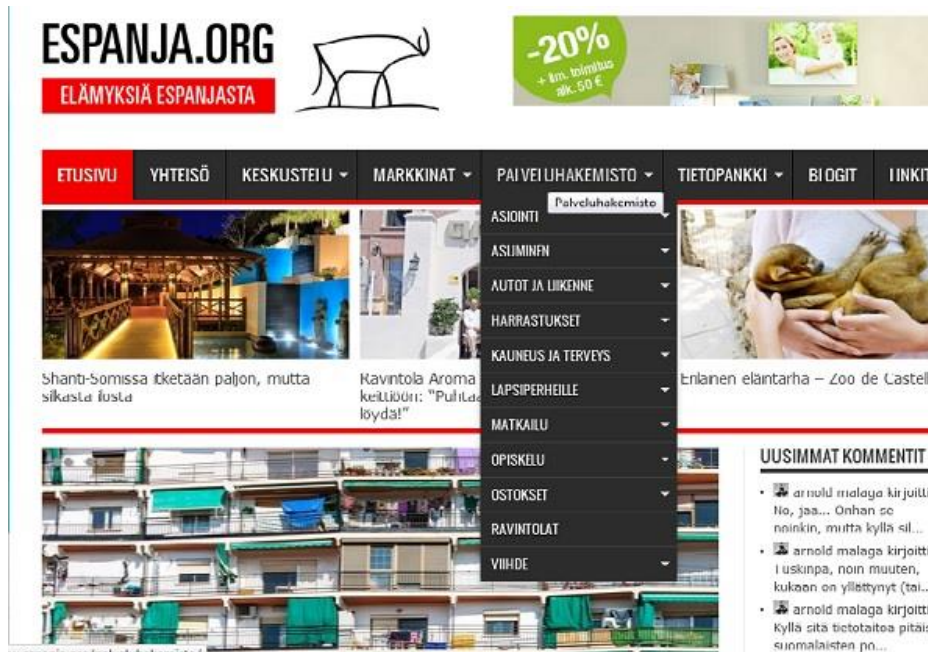 ESPANJA.ORG
ELÄMYKSIÄ ESPANJASTA
-20%
+ ilm. toimitus
alk. 50 €
ETUSIVU YHTEISÖ KESKUSTELU MARKKINAT PALVELUHAKEMISTO TIETOPANKKI BLOGIT LINKIT
Palveluhakemisto
ASIOINTI
ASUMINEN
AUTOT JA LIIKENNE
HARRASTUKSET
KAUNEUS JA TERVEYS
LAPSIPERHEILLE
MATKAILU
OPISKELU
OSTOKSET
RAVINTOLAT
VIIHDE
Shanti-Somissa itketään paljon, mutta
sikasta ilosta
Ravintola Aroma
keittiöön: "Puhtaa
löydä!"
Erilainen eläintarha – Zoo de Castell
UUSIMMAT KOMMENTIT
arnold malaga kirjoitti
No, jaa... Onhan se
noinkin, mutta kyllä sil...
arnold malaga kirjoitti
Tuskinpa, noin muuten,
kukaan on yllättynyt (tai...
arnold malaga kirjoitti
Kyllä sitä tietotaitoa pitäis
suomalaisten po...